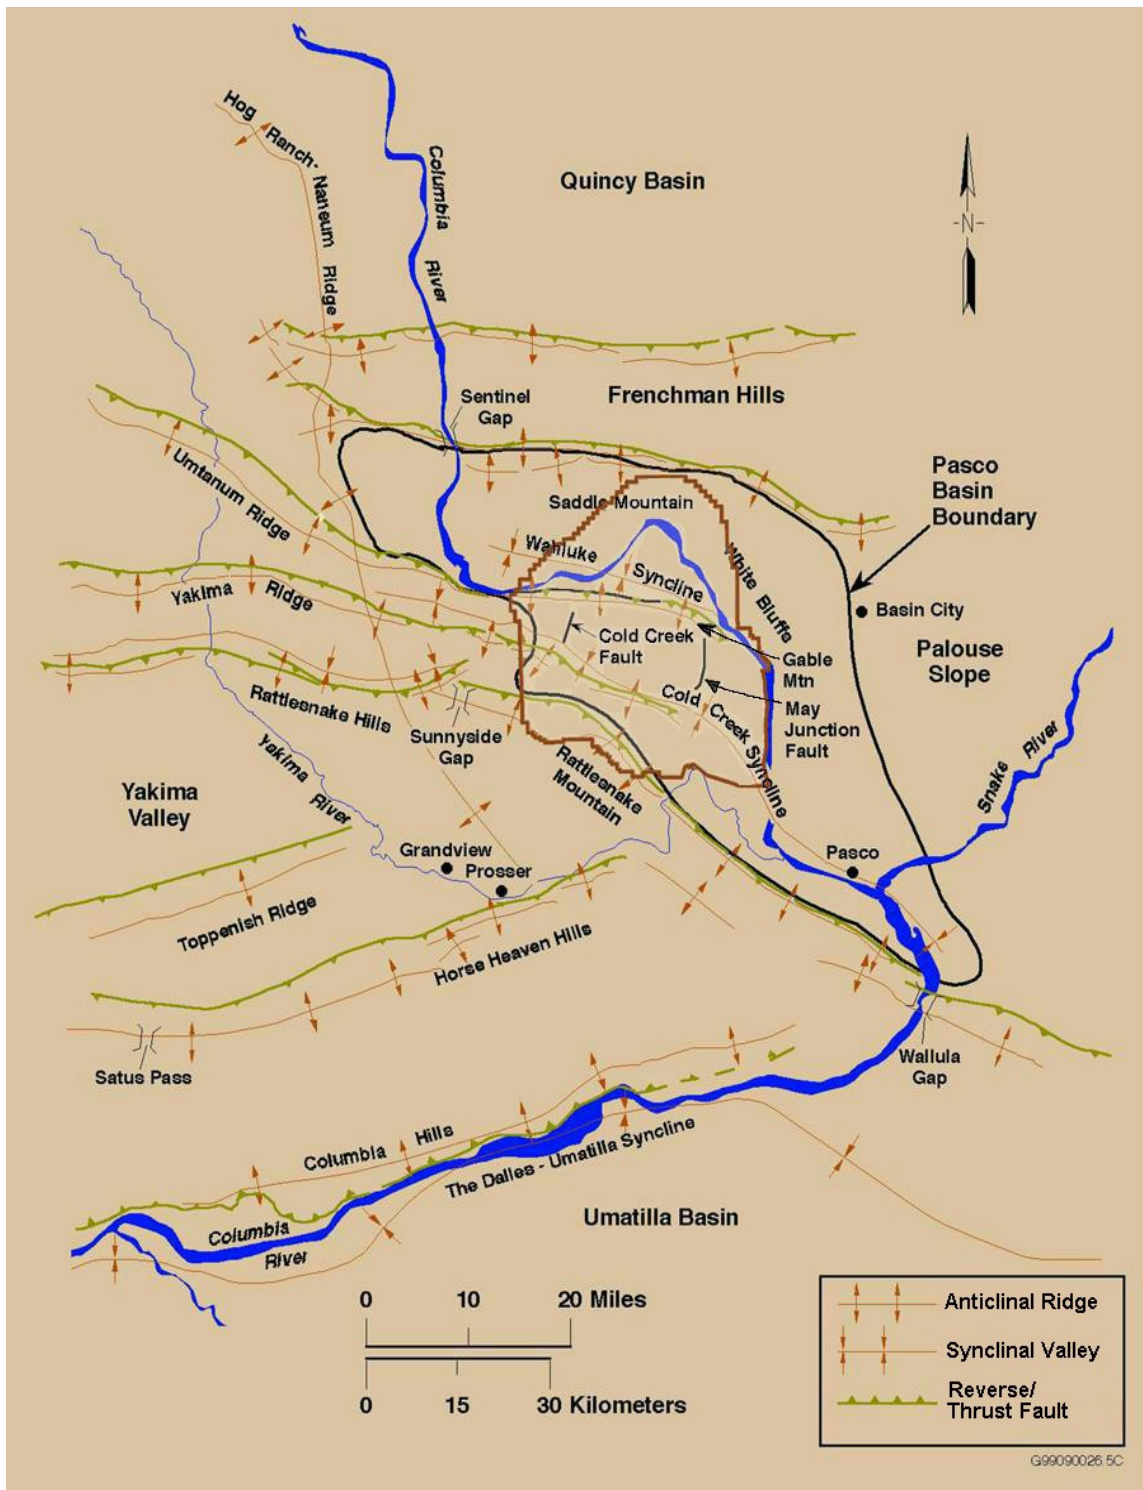 Hog Ranch-
Naneum Ridge
Columbia
River
Quincy Basin
-N-
Sentinel
Gap
Frenchman Hills
Umtanum Ridge
Saddle Mountain
Pasco
Basin
Boundary
Wahluke
Syncline
White Bluffs
Yakima Ridge
Basin City
Cold Creek
Fault
Gable
Mtn
Palouse
Slope
Rattlesnake Hills
Cold Creek Syncline
May
Junction
Fault
Sunnyside
Gap
Snake River
Yakima
River
Rattlesnake
Mountain
Yakima
Valley
Grandview
Prosser
Pasco
Toppenish Ridge
Horse Heaven Hills
Satus Pass
Wallula
Gap
Columbia Hills
The Dalles - Umatilla Syncline
Columbia
River
Umatilla Basin
0 10 20 Miles
0 15 30 Kilometers
Anticlinal Ridge
Synclinal Valley
Reverse/
Thrust Fault
G99090026.5C